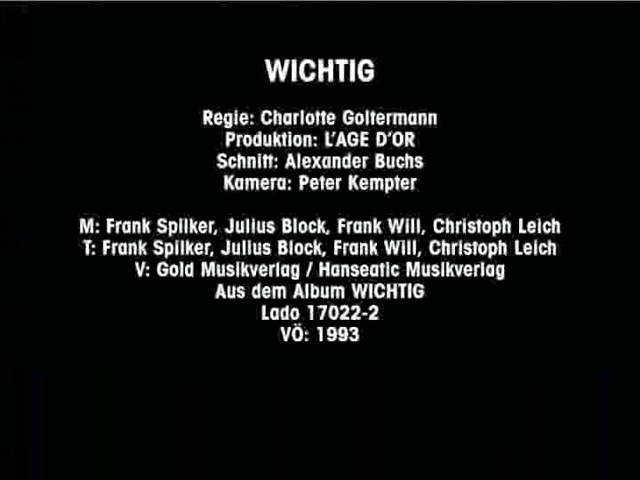 WICHTIG
Regie: Charlotte Goltermann
Produktion: L'AGE D'OR
Schnitt: Alexander Buchs
Kamera: Peter Kempter
M: Frank Spilker, Julius Block, Frank Will, Christoph Leich
T: Frank Spilker, Julius Block, Frank Will, Christoph Leich
V: Gold Musikverlag / Hanseatic Musikverlag
Aus dem Album WICHTIG
Lado 17022-2
VÖ: 1993